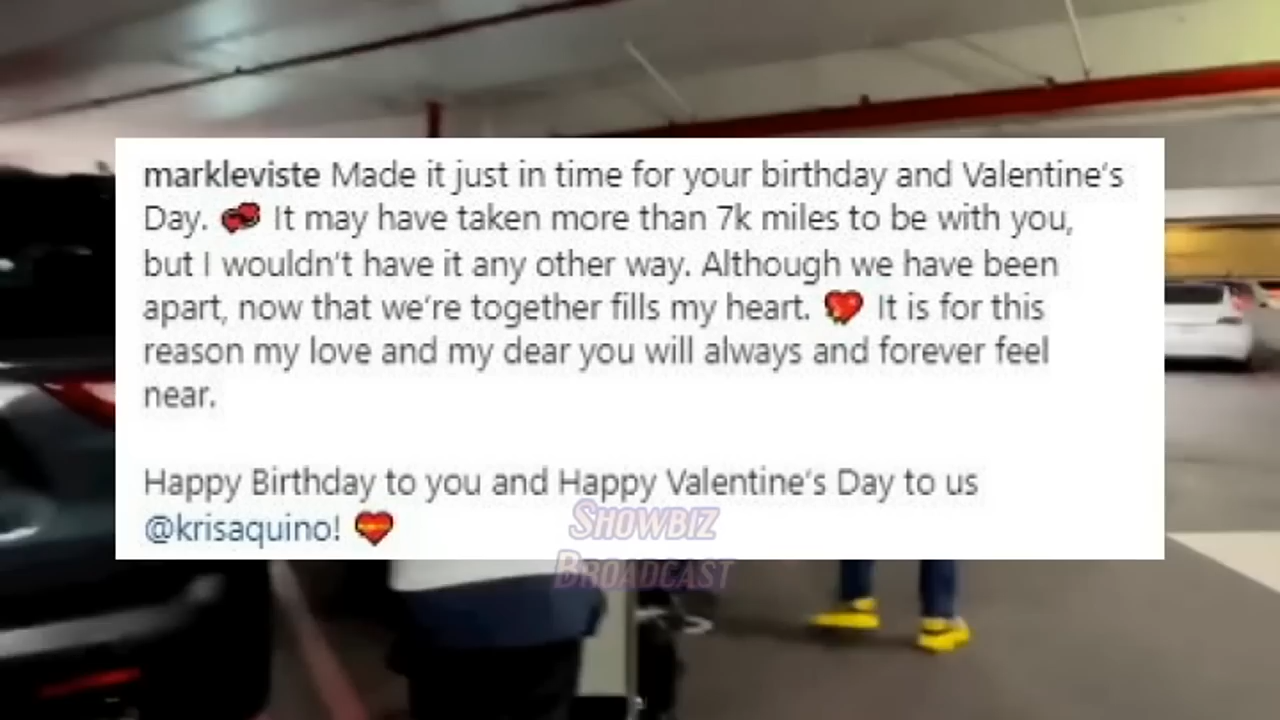 markleviste Made it just in time for your birthday and Valentine's
Day. 💕 It may have taken more than 7k miles to be with you,
but I wouldn't have it any other way. Although we have been
apart, now that we're together fills my heart. 💝 It is for this
reason my love and my dear you will always and forever feel
near.
Happy Birthday to you and Happy Valentine's Day to us
@krisaquino! ❤️
SHOWBIZ
BROADCAST